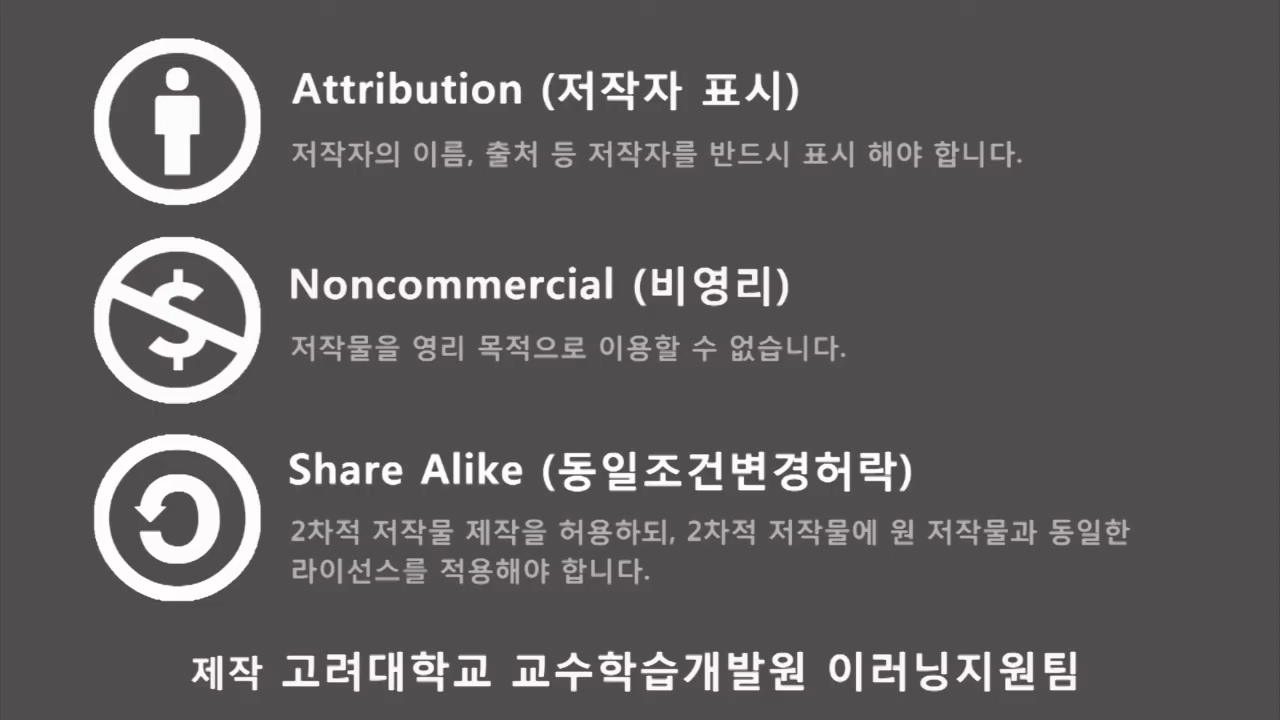 Attribution (저작자 표시)
저작자의 이름, 출처 등 저작자를 반드시 표시 해야 합니다.
Noncommercial (비영리)
저작물을 영리 목적으로 이용할 수 없습니다.
Share Alike (동일조건변경허락)
2차적 저작물 제작을 허용하되, 2차적 저작물에 원 저작물과 동일한
라이선스를 적용해야 합니다.
제작 고려대학교 교수학습개발원 이러닝지원팀